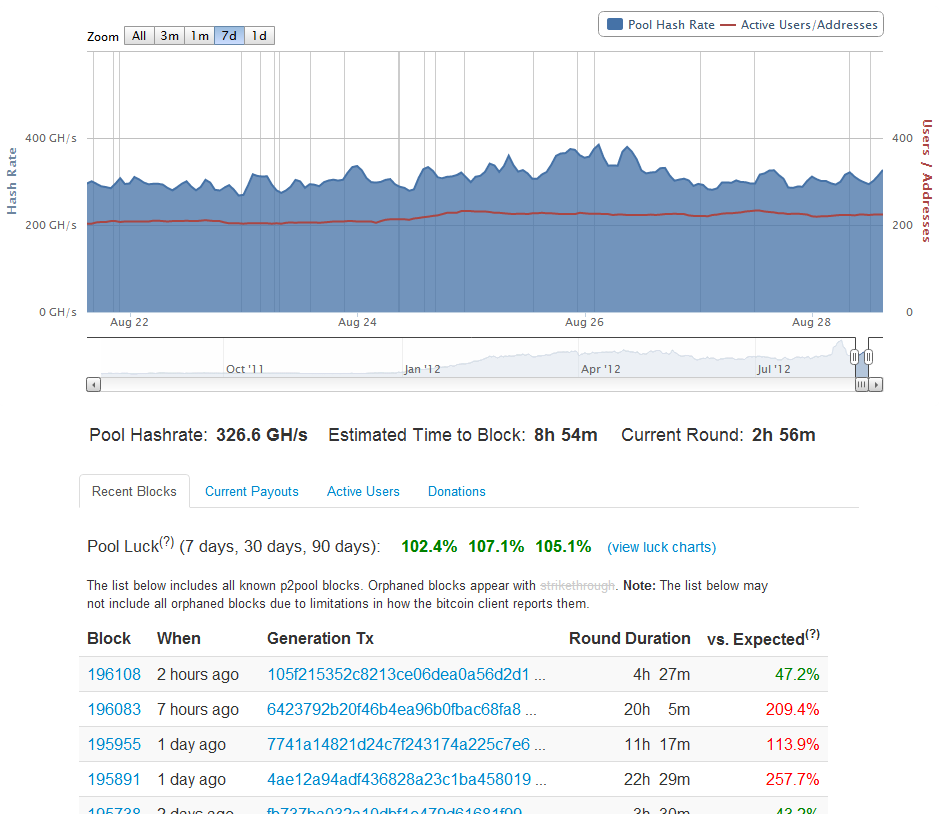 Zoom All 3m 1m 7d 1d
Pool Hash Rate Active Users/Addresses
400 GH/s
200 GH/s
0 GH/s
Hash Rate
400
200
0
Users / Addresses
Aug 22 Aug 24 Aug 26 Aug 28
Oct '11 Jan '12 Apr '12 Jul '12
Pool Hashrate: 326.6 GH/s Estimated Time to Block: 8h 54m Current Round: 2h 56m
Recent Blocks Current Payouts Active Users Donations
Pool Luck(?) (7 days, 30 days, 90 days): 102.4% 107.1% 105.1% (view luck charts)
The list below includes all known p2pool blocks. Orphaned blocks appear with strikethrough. Note: The list below may
not include all orphaned blocks due to limitations in how the bitcoin client reports them.
Block When Generation Tx Round Duration vs. Expected(?)
196108 2 hours ago 105f215352c8213ce06dea0a56d2d1 ... 4h 27m 47.2%
196083 7 hours ago 6423792b20f46b4ea96b0fbac68fa8 ... 20h 5m 209.4%
195955 1 day ago 7741a14821d24c7f243174a225c7e6 ... 11h 17m 113.9%
195891 1 day ago 4ae12a94adf436828a23c1ba458019 ... 22h 29m 257.7%
195738 2 days ago 3h 30m 43.2%